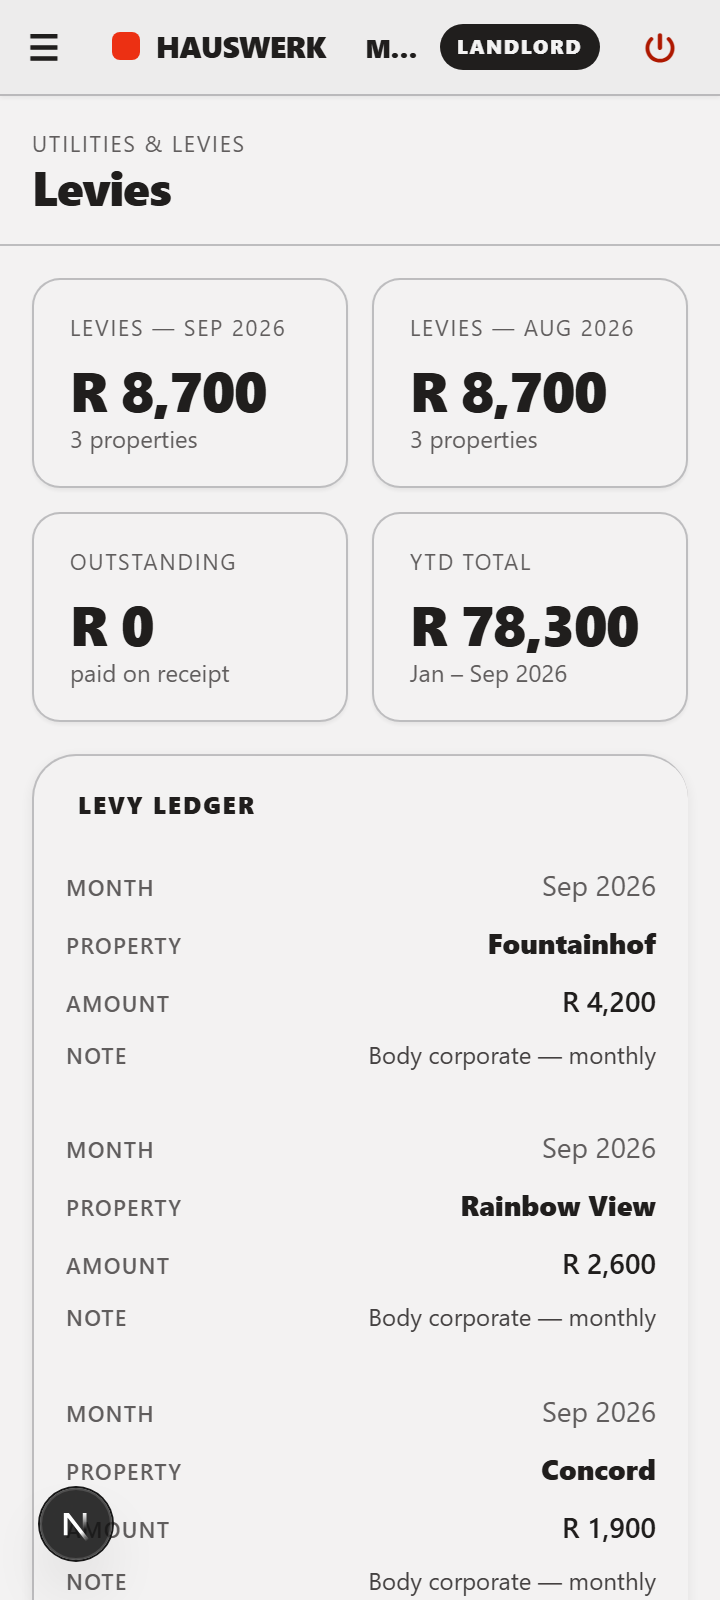 HAUSWERK M... LANDLORD
UTILITIES & LEVIES
Levies
LEVIES — SEP 2026
R 8,700
3 properties
LEVIES — AUG 2026
R 8,700
3 properties
OUTSTANDING
R 0
paid on receipt
YTD TOTAL
R 78,300
Jan – Sep 2026
LEVY LEDGER
MONTH Sep 2026
PROPERTY Fountainhof
AMOUNT R 4,200
NOTE Body corporate — monthly
MONTH Sep 2026
PROPERTY Rainbow View
AMOUNT R 2,600
NOTE Body corporate — monthly
MONTH Sep 2026
PROPERTY Concord
AMOUNT R 1,900
N
NOTE Body corporate — monthly